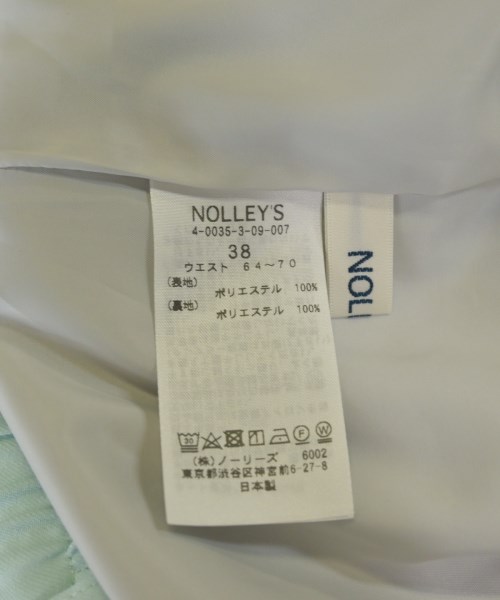 NOLLEY'S
4-0035-3-09-007
38
ウエスト 64~70
(表地) ポリエステル 100%
(裏地) ポリエステル 100%
30 F W
(株)ノーリーズ 6002
東京都渋谷区神宮前6-27-8
日本製
NOLL